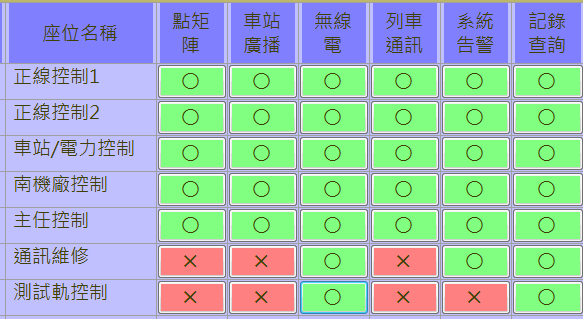 座位名稱 點矩陣 車站廣播 無線電 列車通訊 系統告警 記錄查詢
正線控制1 ○ ○ ○ ○ ○ ○
正線控制2 ○ ○ ○ ○ ○ ○
車站/電力控制 ○ ○ ○ ○ ○ ○
南機廠控制 ○ ○ ○ ○ ○ ○
主任控制 ○ ○ ○ ○ ○ ○
通訊維修 × × ○ × ○ ○
測試軌控制 × × ○ × × ○